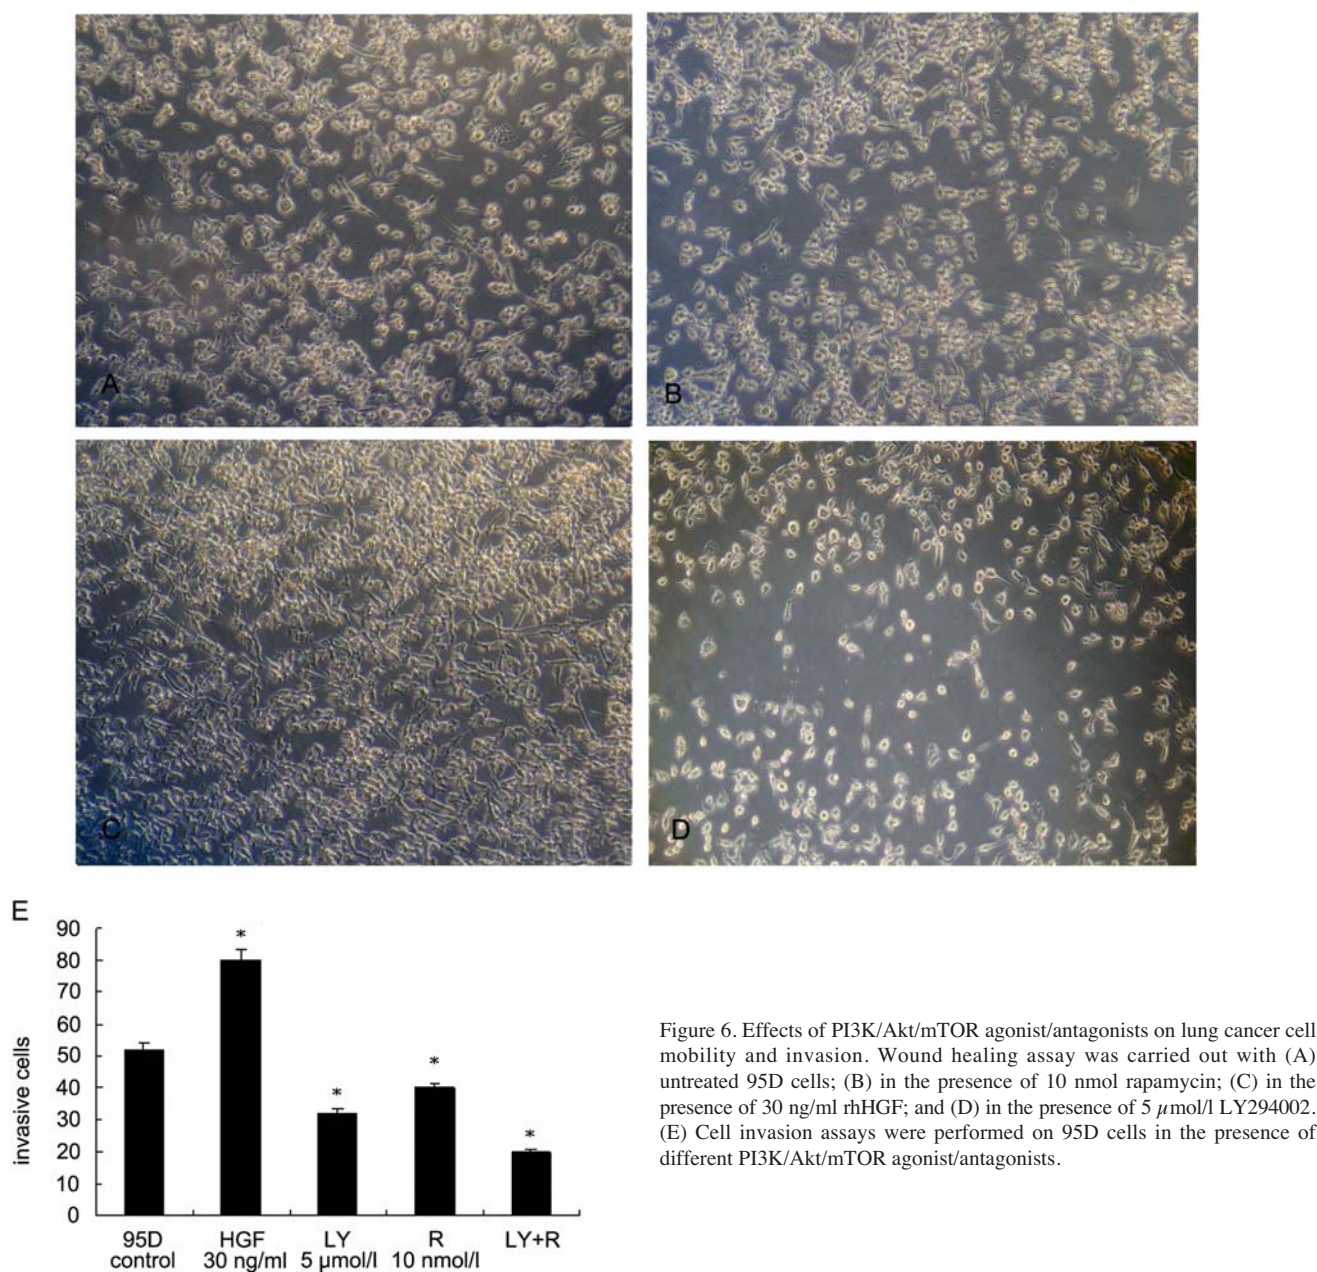 A
B
C
D
E
90
80
70
60
50
40
30
20
10
0
invasive cells
*
*
*
*
95D
control
HGF
30 ng/ml
LY
5 µmol/l
R
10 nmol/l
LY+R
Figure 6. Effects of PI3K/Akt/mTOR agonist/antagonists on lung cancer cell
mobility and invasion. Wound healing assay was carried out with (A)
untreated 95D cells; (B) in the presence of 10 nmol rapamycin; (C) in the
presence of 30 ng/ml rhHGF; and (D) in the presence of 5 µmol/l LY294002.
(E) Cell invasion assays were performed on 95D cells in the presence of
different PI3K/Akt/mTOR agonist/antagonists.